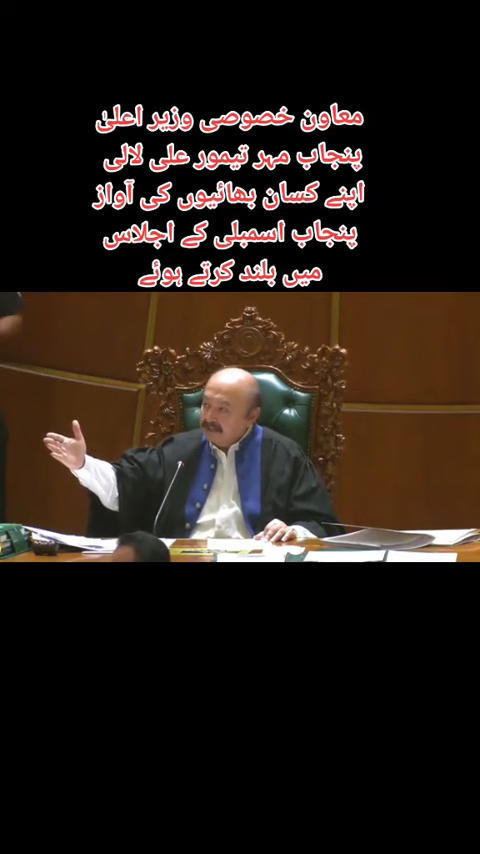 معاون خصوصی وزیر اعلیٰ
پنجاب مہر تیمور علی لالی
اپنے کسان بھائیوں کی آواز
پنجاب اسمبلی کے اجلاس
میں بلند کرتے ہوئے